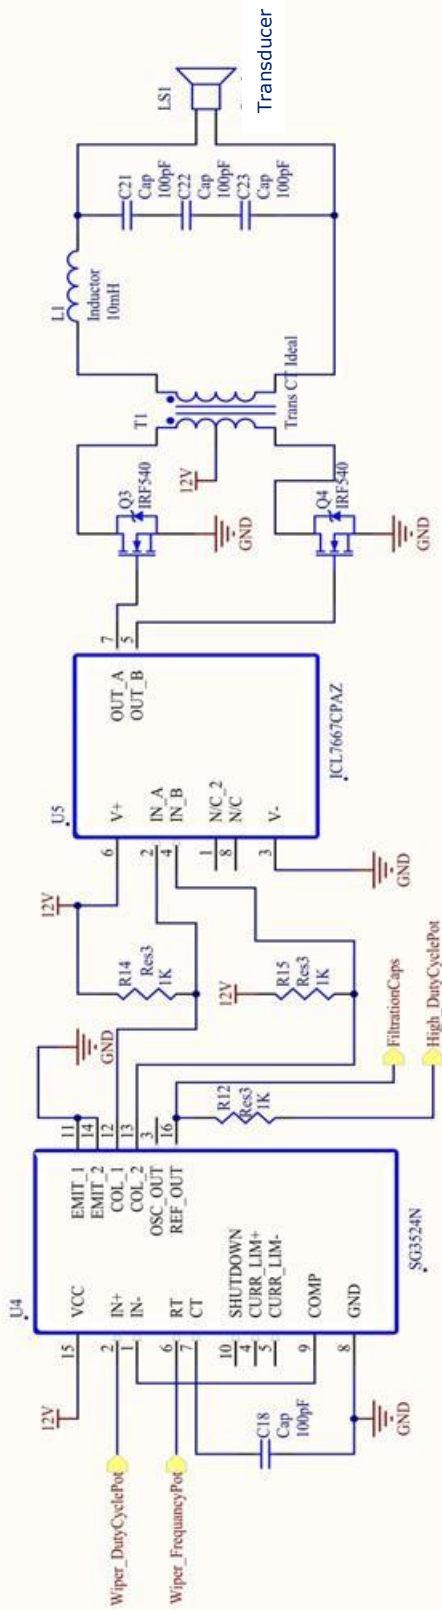 Transducer
LS1
C21
Cap
100pF
C22
Cap
100pF
C23
Cap
100pF
L1
Inductor
10mH
T1
Trans CT Ideal
12V
Q3
IRF540
GND
Q4
IRF540
GND
U5
7
5
OUT_A
OUT_B
V+
IN_A
IN_B
N/C_2
N/C
V-
6
2
4
1
8
3
ICL7667CPAZ
GND
12V
R14
Res3
1K
12V
R15
Res3
1K
GND
R12
Res3
1K
FiltrationCaps
High_DutyCyclePot
U4
11
14
12
13
3
16
EMIT_1
EMIT_2
COL_1
COL_2
OSC_OUT
REF_OUT
VCC
IN+
IN-
RT
CT
SHUTDOWN
CURR_LIM+
CURR_LIM-
COMP
GND
15
2
1
6
7
10
4
5
9
8
SG3524N
12V
C18
Cap
100pF
GND
Wiper_DutyCyclePot
Wiper_FrequancyPot